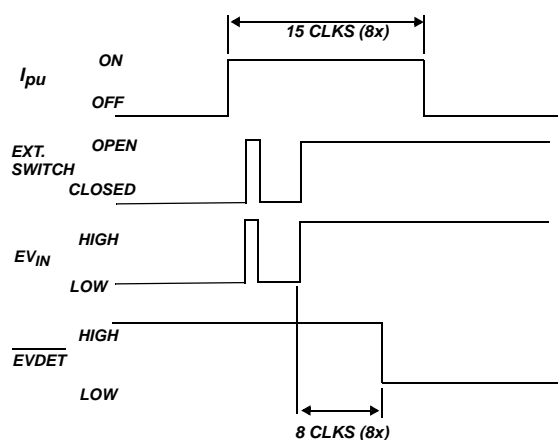 15 CLKS (8x)
Ipu
ON
OFF
EXT.
SWITCH
OPEN
CLOSED
EVIN
HIGH
LOW
EVDET
HIGH
LOW
8 CLKS (8x)